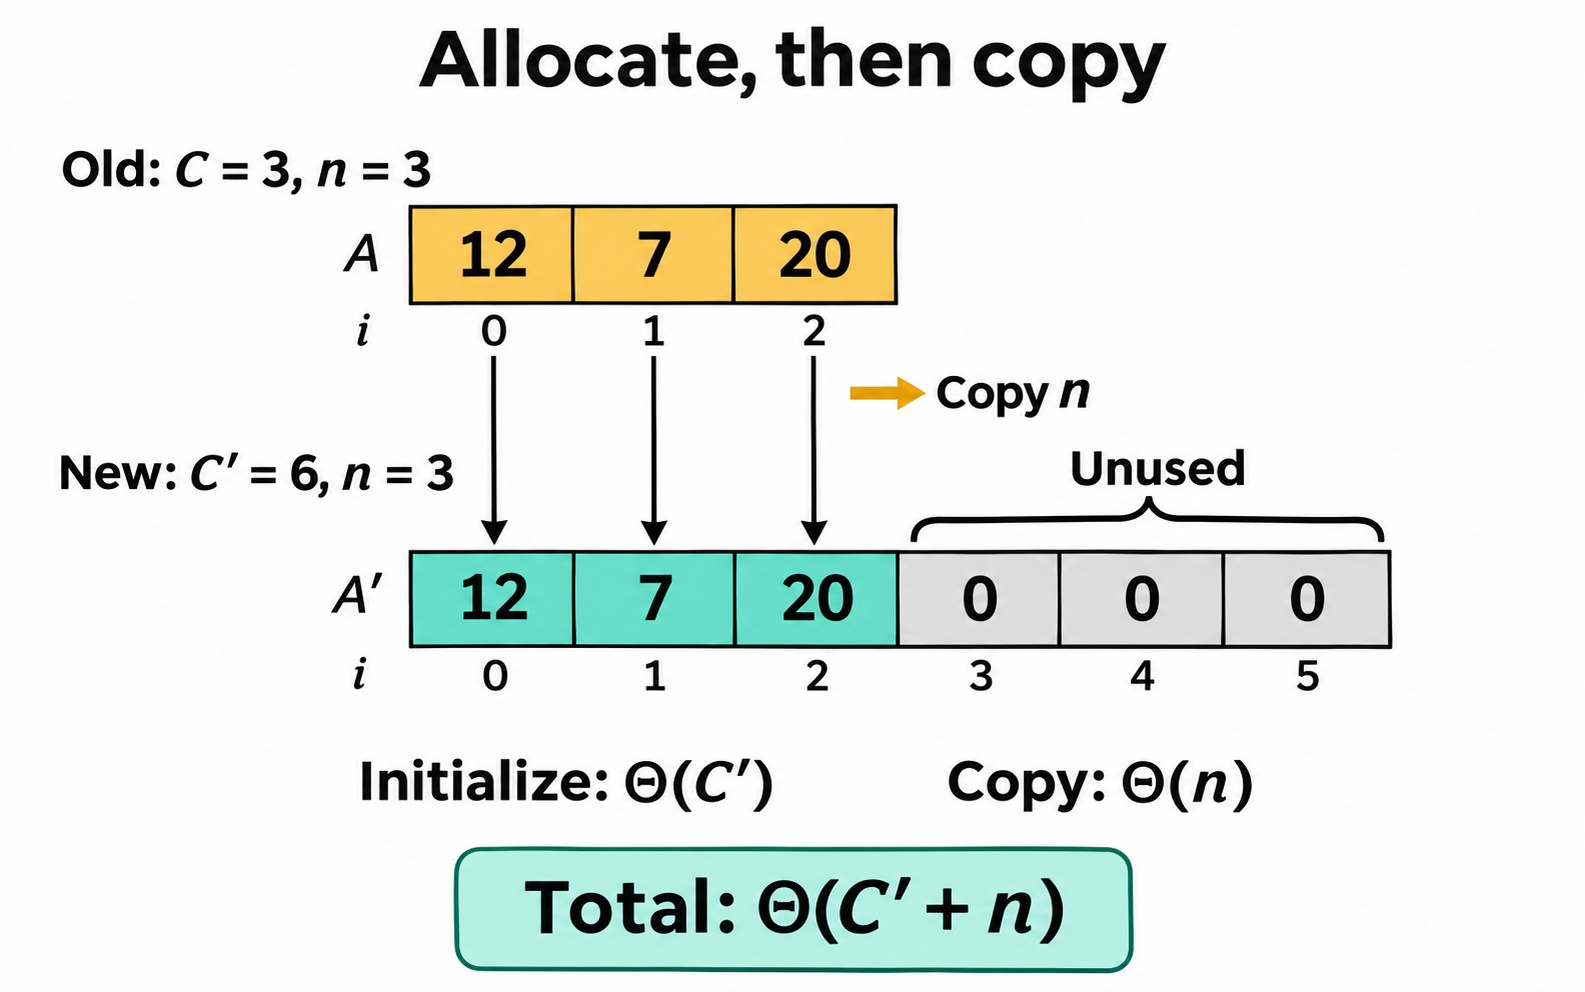 Allocate, then copy
Old: C = 3, n = 3
A 12 7 20
i 0 1 2
Copy n
New: C′ = 6, n = 3
Unused
A′ 12 7 20 0 0 0
i 0 1 2 3 4 5
Initialize: Θ(C′) Copy: Θ(n)
Total: Θ(C′ + n)